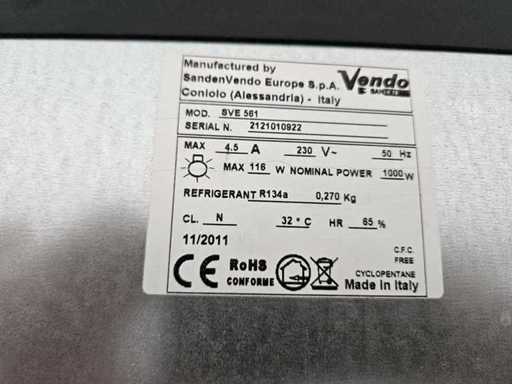 Manufactured by
SandenVendo Europe S.p.A.
Coniolo (Alessandria) - Italy
Vendo
SANDEN
MOD. SVE 561
SERIAL N. 2121010922
MAX 4.5 A 230 V~ 50 Hz
MAX 116 W NOMINAL POWER 1000 W
REFRIGERANT R134a 0,270 Kg
CL. N 32 ° C HR 65 %
11/2011
C.F.C.
FREE
CYCLOPENTANE
CE RoHS
CONFORME
Made in Italy